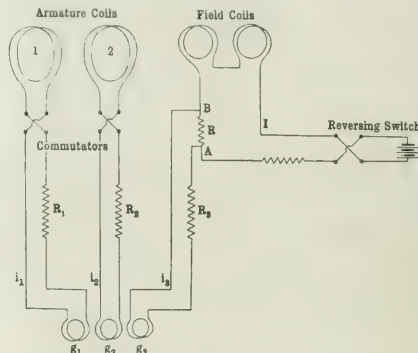 Armature Coils
Field Coils
1
2
B
R
I
A
Reversing Switch
Commutators
R1
R2
R3
i1
i2
i3
g1
g2
g3